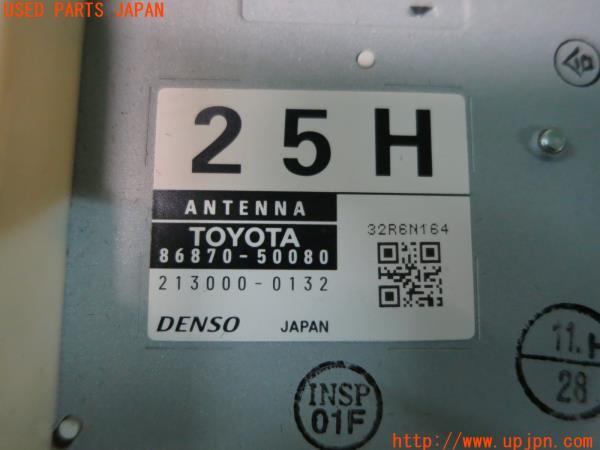 USED PARTS JAPAN
25H
ANTENNA
TOYOTA
86870-50080
32R6N164
213000-0132
DENSO JAPAN
INSP
01F
11.H
28
http://www.upjpn.com/